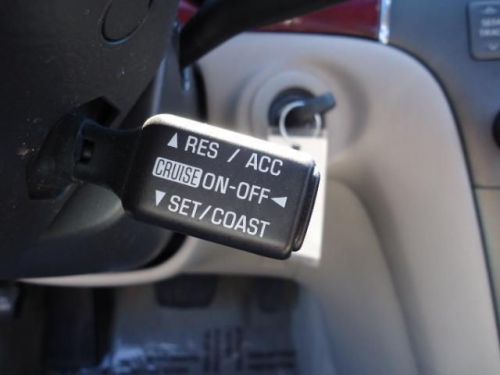 ▲ RES / ACC
CRUISE ON-OFF ◄
▼ SET/COAST